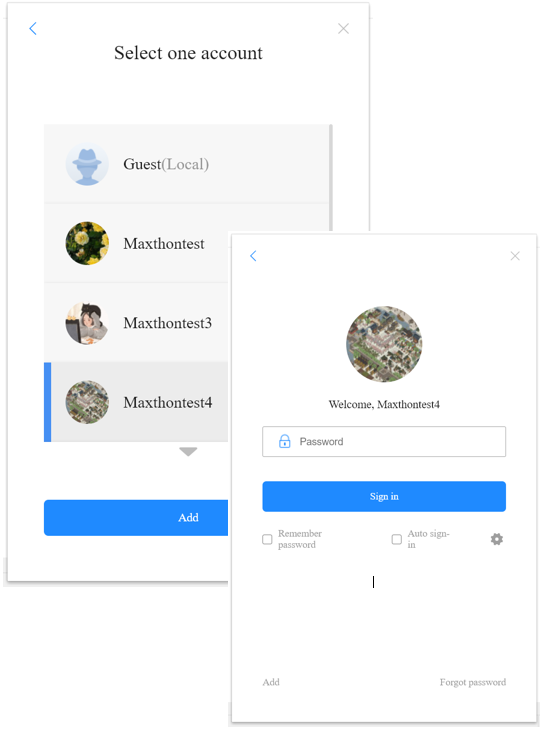 Select one account
Guest(Local)
Maxthontest
Maxthontest3
Maxthontest4
Add
Welcome, Maxthontest4
Password
Sign in
Remember
password
Auto sign-
in
Add
Forgot password